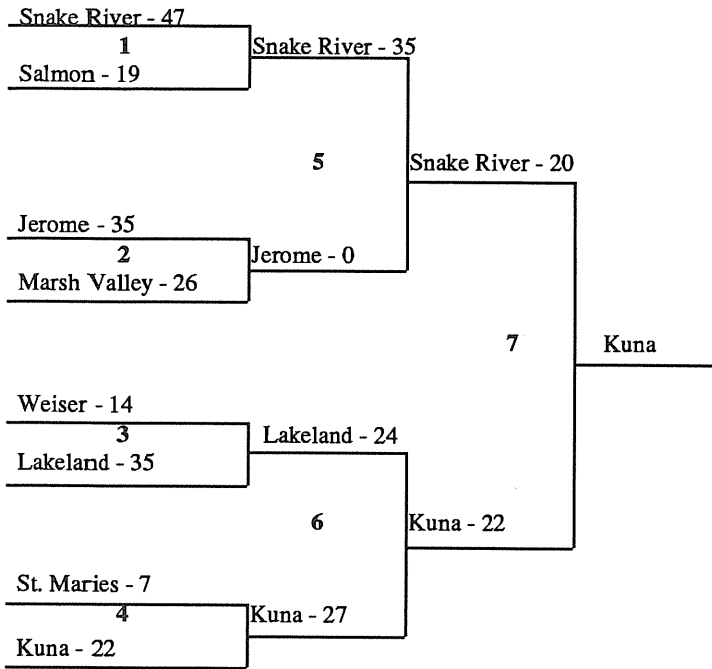 Snake River - 47
1
Salmon - 19
Snake River - 35
5
Snake River - 20
Jerome - 35
2
Marsh Valley - 26
Jerome - 0
7
Kuna
Weiser - 14
3
Lakeland - 35
Lakeland - 24
6
Kuna - 22
St. Maries - 7
4
Kuna - 22
Kuna - 27